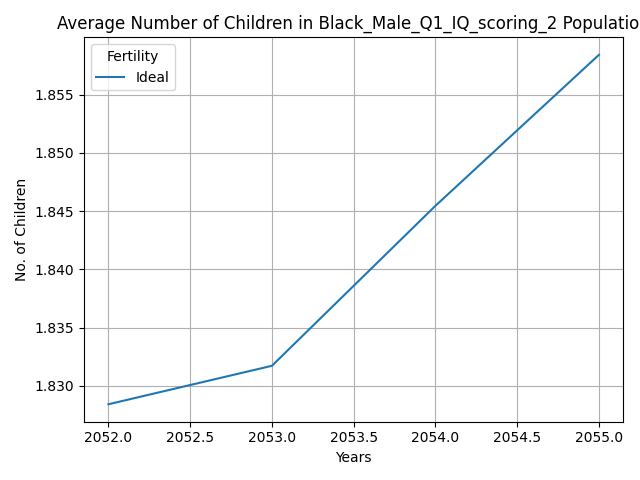 Average Number of Children in Black_Male_Q1_IQ_scoring_2 Populatio
Fertility
Ideal
No. of Children
1.855
1.850
1.845
1.840
1.835
1.830
2052.0 2052.5 2053.0 2053.5 2054.0 2054.5 2055.0
Years